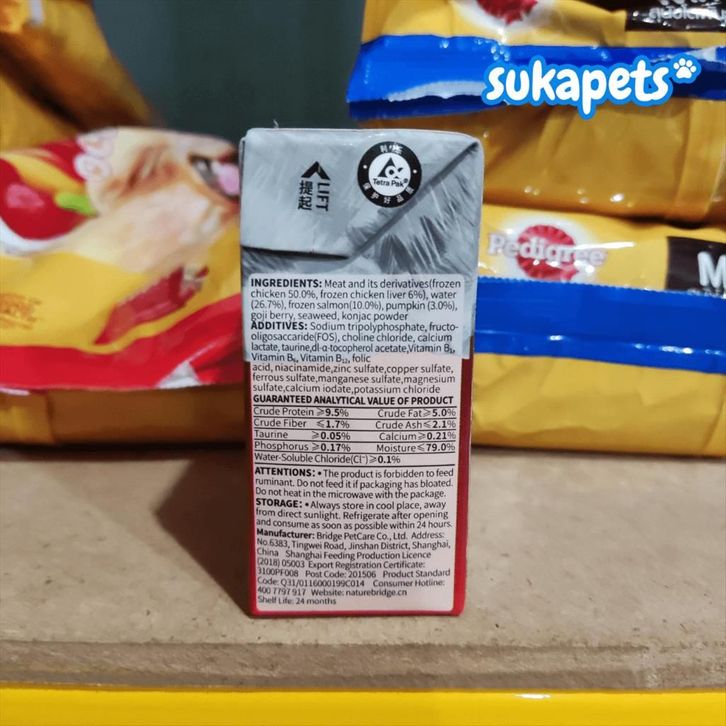 sukapets
Pedigree
Pedigree
M
提起
LIFT
利乐
Tetra Pak®
保护好品质
INGREDIENTS: Meat and its derivatives(frozen
chicken 50.0%, frozen chicken liver 6%), water
(26.7%), frozen salmon(10.0%), pumpkin (3.0%),
goji berry, seaweed, konjac powder
ADDITIVES: Sodium tripolyphosphate, fructo-
oligosaccaride(FOS), choline chloride, calcium
lactate, taurine,dl-α-tocopherol acetate,Vitamin B₁,
Vitamin B₆, Vitamin B₁₂, folic
acid,niacinamide,zinc sulfate,copper sulfate,
ferrous sulfate,manganese sulfate,magnesium
sulfate,calcium iodate,potassium chloride
GUARANTEED ANALYTICAL VALUE OF PRODUCT
Crude Protein ≥9.5% Crude Fat≥5.0%
Crude Fiber ≤1.7% Crude Ash≤2.1%
Taurine ≥0.05% Calcium≥0.21%
Phosphorus ≥0.17% Moisture≤79.0%
Water-Soluble Chloride(Cl⁻)≥0.1%
ATTENTIONS: •The product is forbidden to feed
ruminant. Do not feed it if packaging has bloated.
Do not heat in the microwave with the package.
STORAGE: •Always store in cool place, away
from direct sunlight. Refrigerate after opening
and consume as soon as possible within 24 hours.
Manufacturer: Bridge PetCare Co., Ltd. Address:
No.6383, Tingwei Road, Jinshan District, Shanghai,
China Shanghai Feeding Production Licence
(2018) 05003 Export Registration Certificate:
3100PF008 Post Code: 201506 Product Standard
Code: Q31/0116000199C014 Consumer Hotline:
400 7797 917 Website: naturebridge.cn
Shelf Life: 24 months